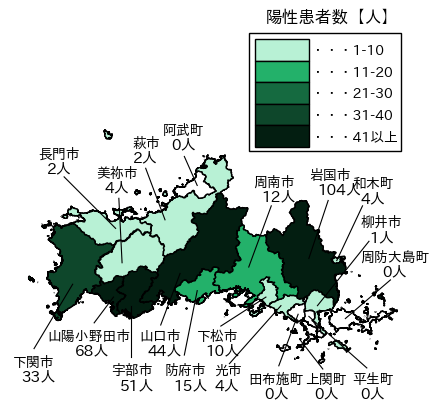 陽性患者数【人】
・・・1-10
・・・11-20
・・・21-30
・・・31-40
・・・41以上
阿武町
0人
萩市
2人
長門市
2人
美祢市
4人
周南市
12人
岩国市
104人
和木町
4人
柳井市
1人
周防大島町
0人
山陽小野田市
68人
山口市
44人
下松市
10人
下関市
33人
宇部市
51人
防府市
15人
光市
4人
田布施町
0人
上関町
0人
平生町
0人